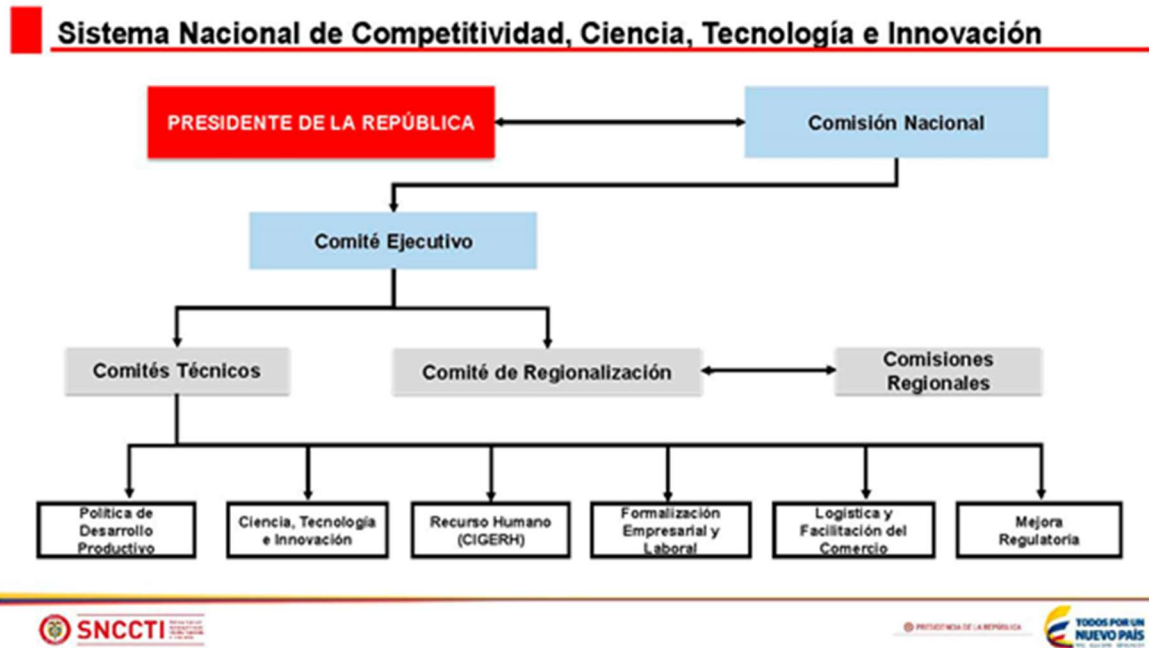 Sistema Nacional de Competitividad, Ciencia, Tecnología e Innovación
PRESIDENTE DE LA REPÚBLICA
Comisión Nacional
Comité Ejecutivo
Comités Técnicos
Comité de Regionalización
Comisiones
Regionales
Política de
Desarrollo
Productivo
Ciencia, Tecnología
e Innovación
Recurso Humano
(CIGERH)
Formalización
Empresarial y
Laboral
Logística y
Facilitación del
Comercio
Mejora
Regulatoria
SNCCTI
PRESIDENCIA DE LA REPÚBLICA
TODOS POR UN
NUEVO PAÍS